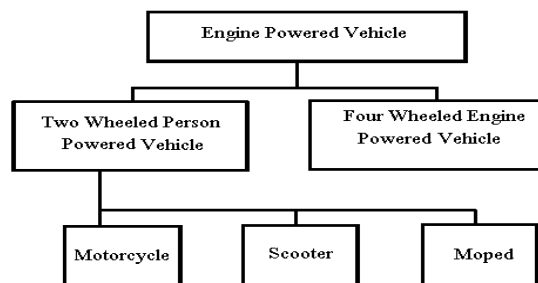 Engine Powered Vehicle
Two Wheeled Person
Powered Vehicle
Four Wheeled Engine
Powered Vehicle
Motorcycle
Scooter
Moped